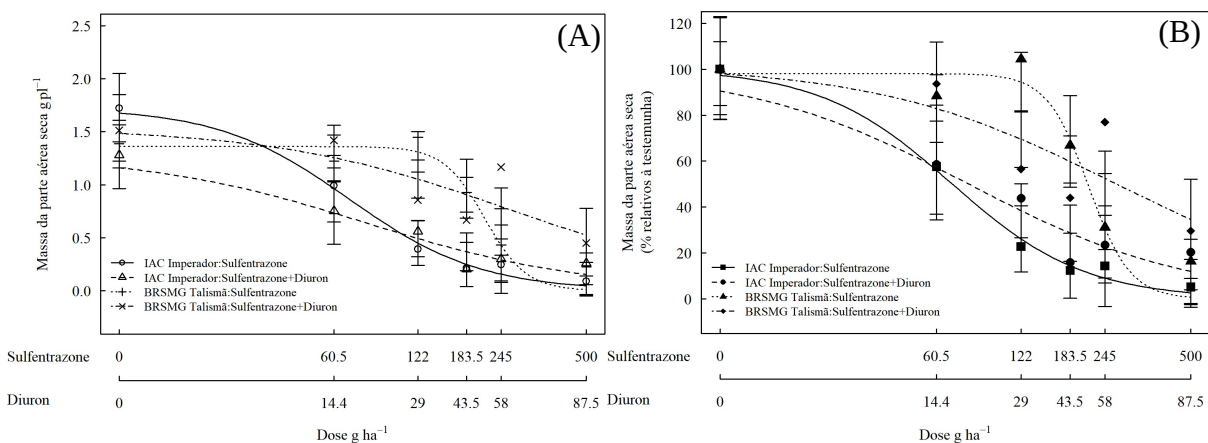 (A)
Massa da parte aérea seca g pl⁻¹
2.5
2.0
1.5
1.0
0.5
0.0
IAC Imperador:Sulfentrazone
IAC Imperador:Sulfentrazone+Diuron
BRSMG Talismã:Sulfentrazone
BRSMG Talismã:Sulfentrazone+Diuron
Sulfentrazone 0 60.5 122 183.5 245 500
Diuron 0 14.4 29 43.5 58 87.5
Dose g ha⁻¹
(B)
Massa da parte aérea seca
(% relativos á testemunha)
120
100
80
60
40
20
0
IAC Imperador:Sulfentrazone
IAC Imperador:Sulfentrazone+Diuron
BRSMG Talismã:Sulfentrazone
BRSMG Talismã:Sulfentrazone+Diuron
Sulfentrazone 0 60.5 122 183.5 245 500
Diuron 0 14.4 29 43.5 58 87.5
Dose g ha⁻¹